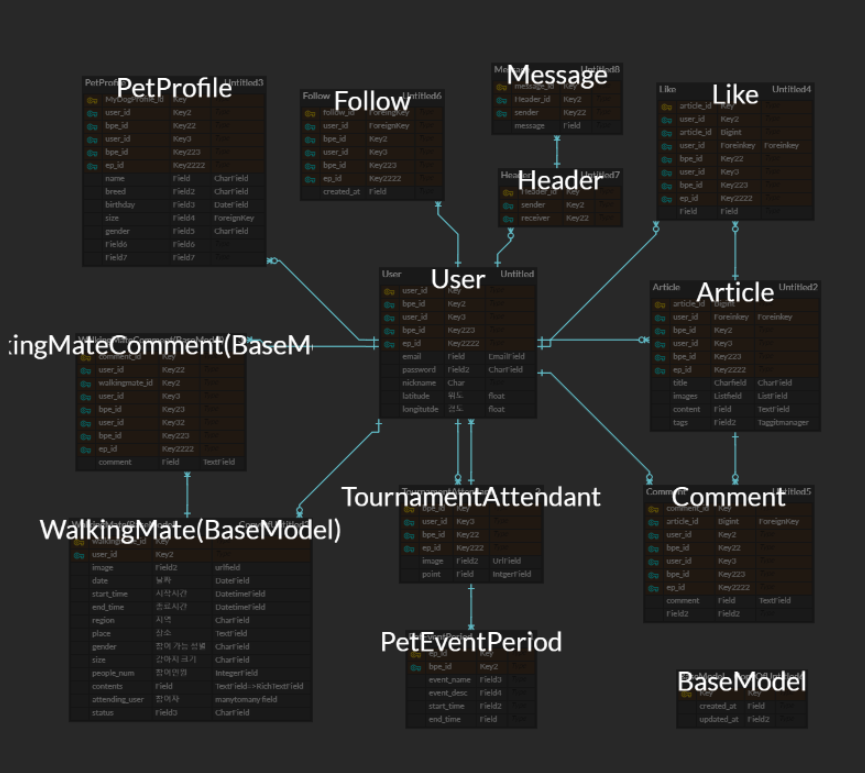 PetProfile Untitled3
MyDogProfile_id Key
user_id Key2
bpe_id Key22
user_id Key3
bpe_id Key223
ep_id Key2222
name Field CharField
breed Field2 CharField
birthday Field3 DateField
size Field4 ForeignKey
gender Field5 CharField
Field6 Field6
Field7 Field7
Follow Untitled6
Follow
follow_id ForeingKey
user_id ForeignKey
bpe_id Key2
user_id Key3
bpe_id Key223
ep_id Key2222
created_at Field
Message Untitled8
message_id Key
Header_id Key2
sender Key22
message Field
Header Untitled7
Header_id Key
sender Key2
receiver Key22
Like
Like Untitled4
article_id Key
user_id Key2
article_id Bigint
user_id Foreinkey Foreinkey
bpe_id Key22
user_id Key3
bpe_id Key223
ep_id Key2222
Field Field
User
User Untitled
user_id Key
bpe_id Key2
user_id Key3
bpe_id Key223
ep_id Key2222
email Field EmailField
password Field2 CharField
nickname Char
latitude 위도 float
longitutde 경도 float
Article
Article Untitled2
article_id Bigint
user_id Foreinkey Foreinkey
bpe_id Key2
user_id Key3
bpe_id Key223
ep_id Key2222
title Charfield CharField
images Listfield ListField
content Field TextField
tags Field2 Taggitmanager
kingMateComment(BaseM
comment_id Key
user_id Key22
walkingmate_id Key2
user_id Key3
bpe_id Key23
user_id Key32
bpe_id Key223
ep_id Key2222
comment Field TextField
WalkingMate(BaseModel)
user_id Key2
image Field2 urlfield
date 날짜 DateField
start_time 시작시간 DatetimeField
end_time 종료시간 DatetimeField
region 지역 CharField
place 장소 TextField
gender 참여 가능 성별 CharField
size 강아지 크기 CharField
people_num 참여인원 IntegerField
contents Field TextField=>RichTextField
attending_user 참여자 manytomany field
status Field3 CharField
TournamentAttendant
bpe_id Key
user_id Key3
bpe_id Key22
ep_id Key222
image Field2 UrlField
point Field IntgerField
PetEventPeriod
ep_id Key
bpe_id Key2
event_name Field3
event_desc Field4
start_time Field2
end_time Field
Comment Untitled5
comment_id Key
article_id Bigint ForeignKey
user_id Key2
bpe_id Key22
user_id Key3
bpe_id Key223
ep_id Key2222
comment Field TextField
Field2 Field2
BaseModel
Key Key
created_at Field
updated_at Field2